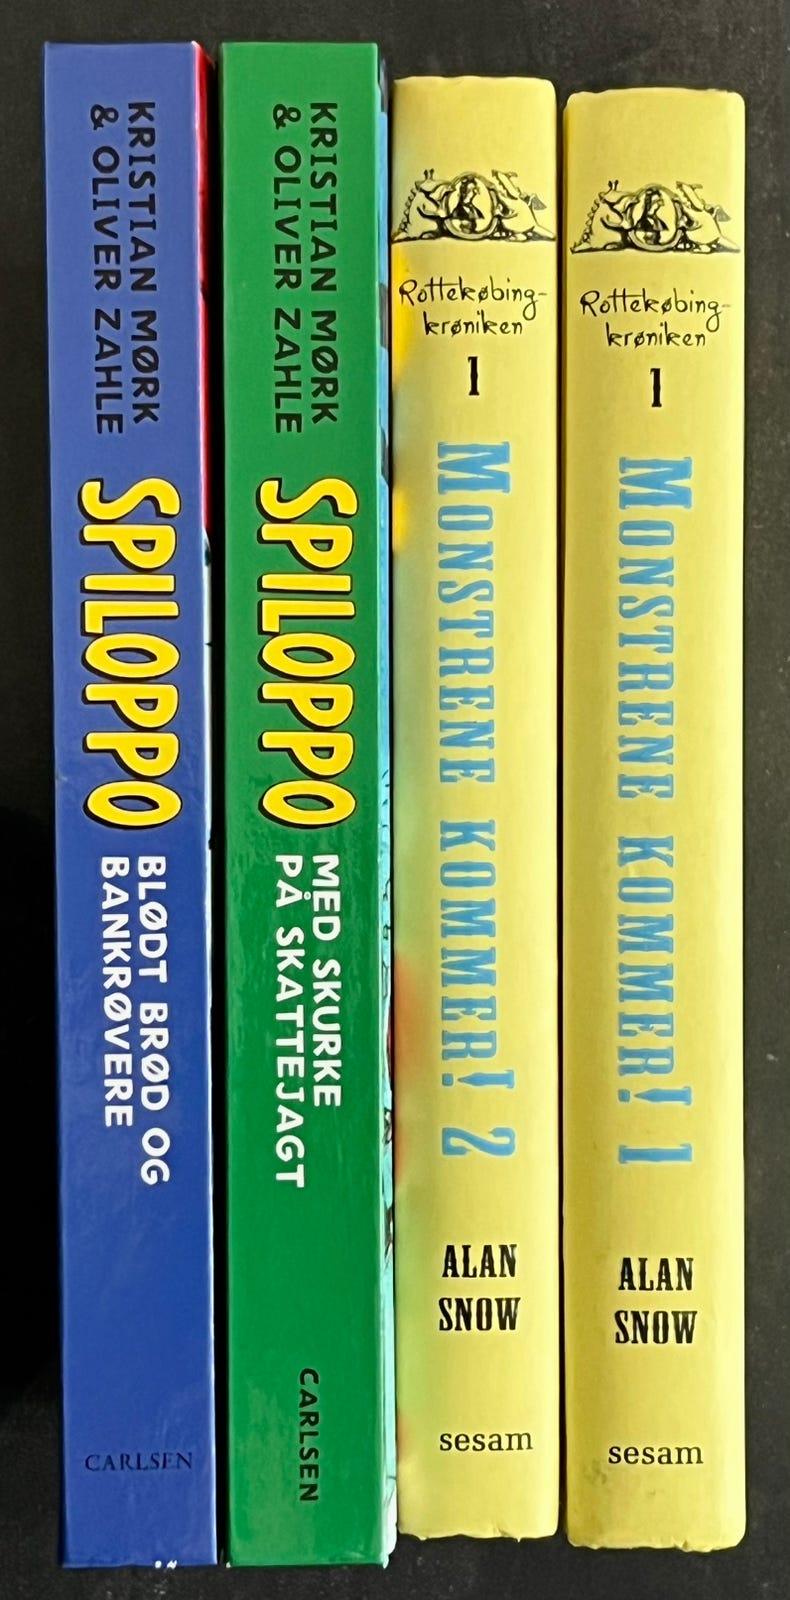 KRISTIAN MØRK
& OLIVER ZAHLE
SPILOPPO
BLØDT BRØD OG
BANKRØVERE
CARLSEN
KRISTIAN MØRK
& OLIVER ZAHLE
SPILOPPO
MED SKURKE
PÅ SKATTEJAGT
CARLSEN
Rottekøbing-
krøniken
1
MONSTRENE KOMMER! 2
ALAN
SNOW
sesam
Rottekøbing-
krøniken
1
MONSTRENE KOMMER! 1
ALAN
SNOW
sesam